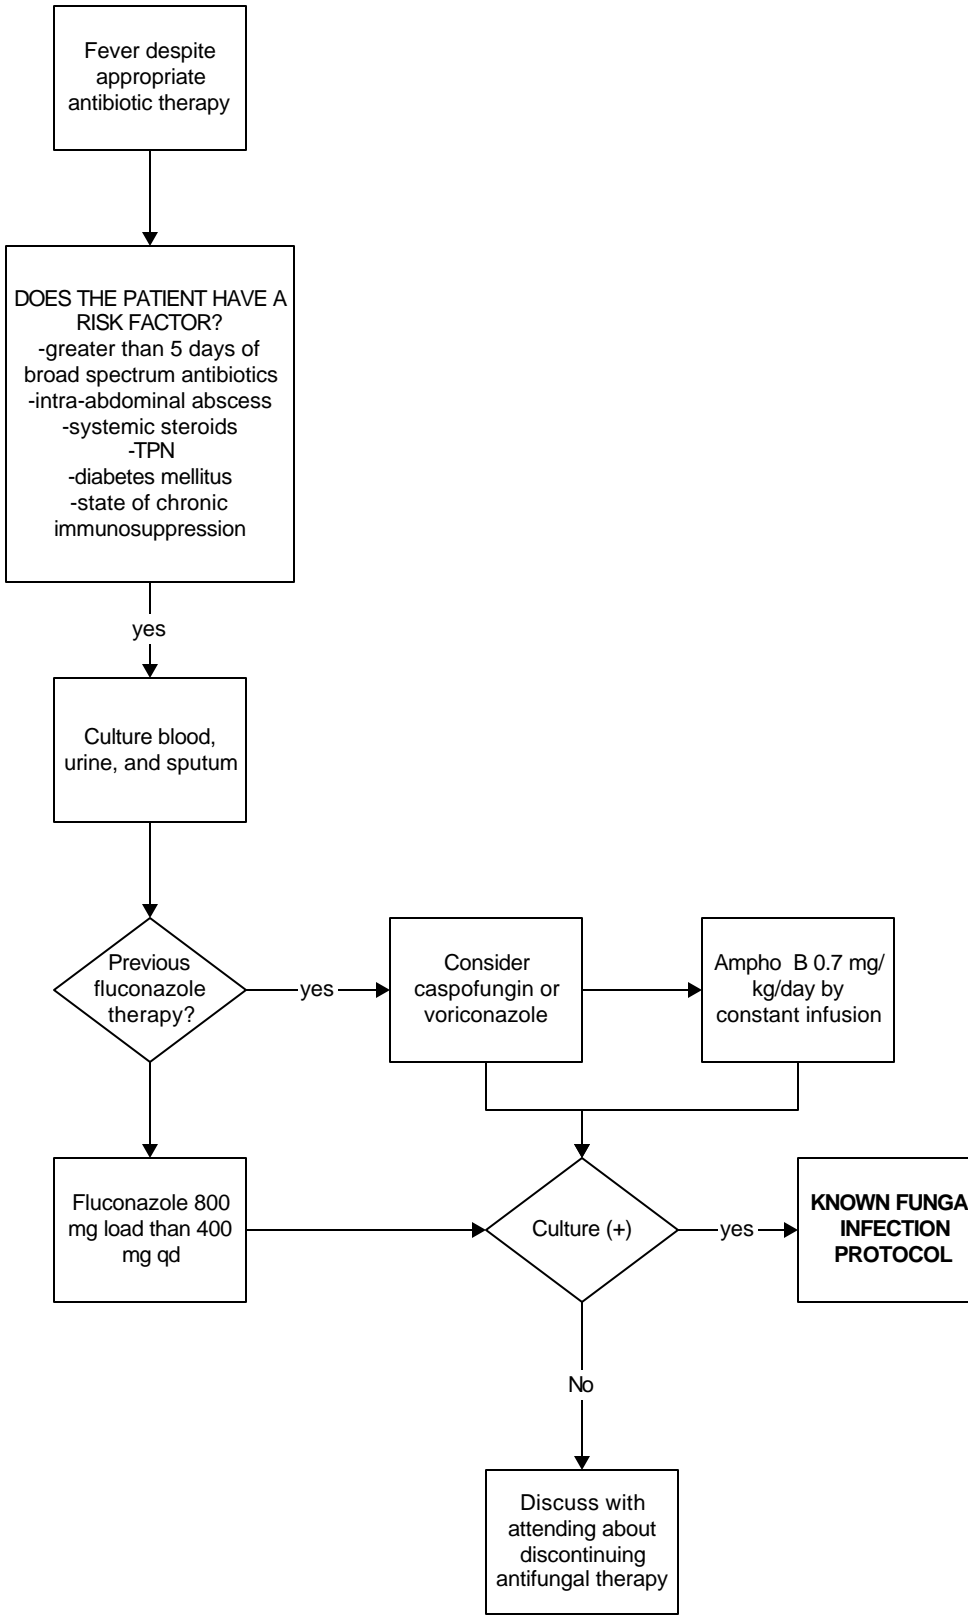 Fever despite
appropriate
antibiotic therapy
DOES THE PATIENT HAVE A
RISK FACTOR?
-greater than 5 days of
broad spectrum antibiotics
-intra-abdominal abscess
-systemic steroids
-TPN
-diabetes mellitus
-state of chronic
immunosuppression
yes
Culture blood,
urine, and sputum
Previous
fluconazole
therapy?
yes
Consider
caspofungin or
voriconazole
Ampho B 0.7 mg/
kg/day by
constant infusion
Fluconazole 800
mg load than 400
mg qd
Culture (+)
yes
KNOWN FUNGA
INFECTION
PROTOCOL
No
Discuss with
attending about
discontinuing
antifungal therapy